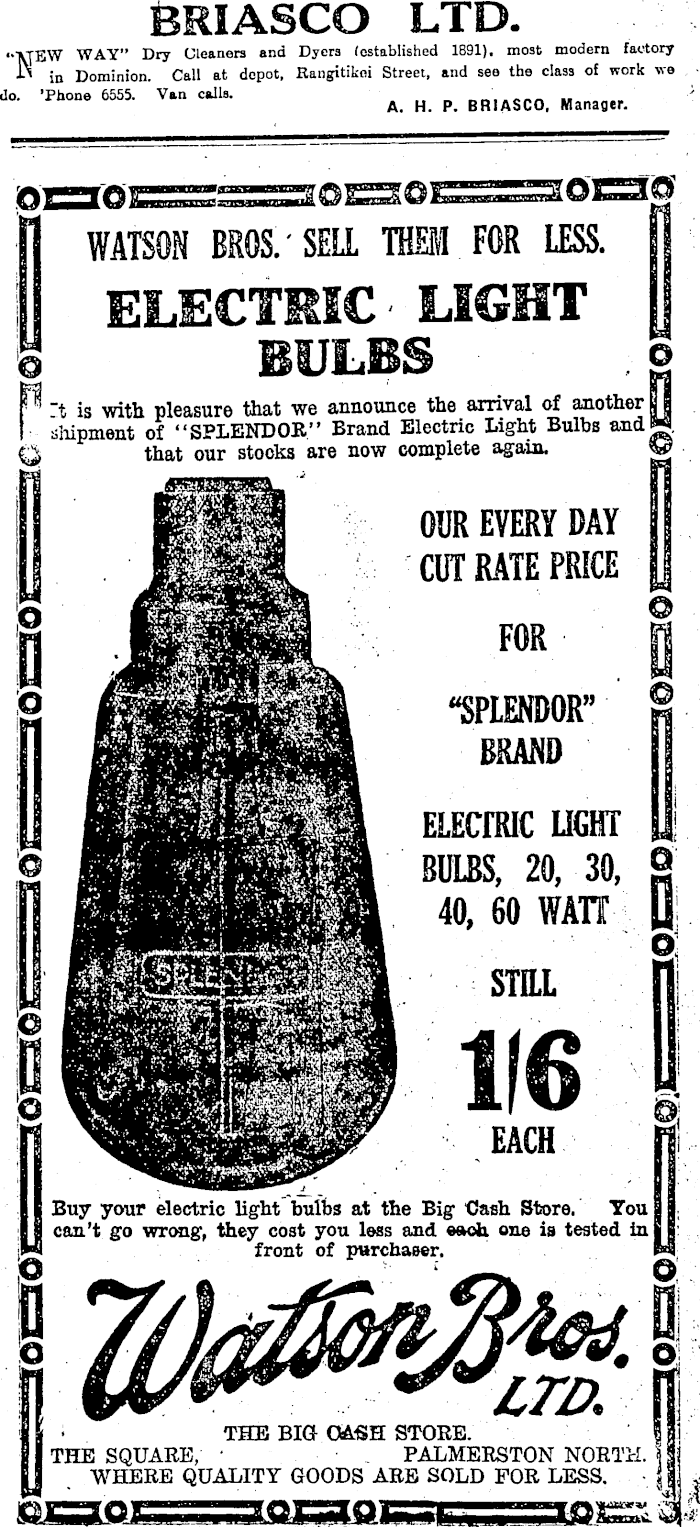 BRIASCO LTD.
"NEW WAY" Dry Cleaners and Dyers (established 1891), most modern factory
in Dominion. Call at depot, Rangitikei Street, and see the class of work we
do. 'Phone 6555. Van calls.
A. H. P. BRIASCO, Manager.
WATSON BROS. SELL THEM FOR LESS.
ELECTRIC LIGHT
BULBS
It is with pleasure that we announce the arrival of another
shipment of "SPLENDOR" Brand Electric Light Bulbs and
that our stocks are now complete again.
OUR EVERY DAY
CUT RATE PRICE
FOR
"SPLENDOR"
BRAND
ELECTRIC LIGHT
BULBS, 20, 30,
40, 60 WATT
STILL
1/6
EACH
Buy your electric light bulbs at the Big Cash Store. You
can't go wrong, they cost you less and each one is tested in
front of purchaser.
Watson Bros.
LTD.
THE BIG CASH STORE.
THE SQUARE, PALMERSTON NORTH.
WHERE QUALITY GOODS ARE SOLD FOR LESS.